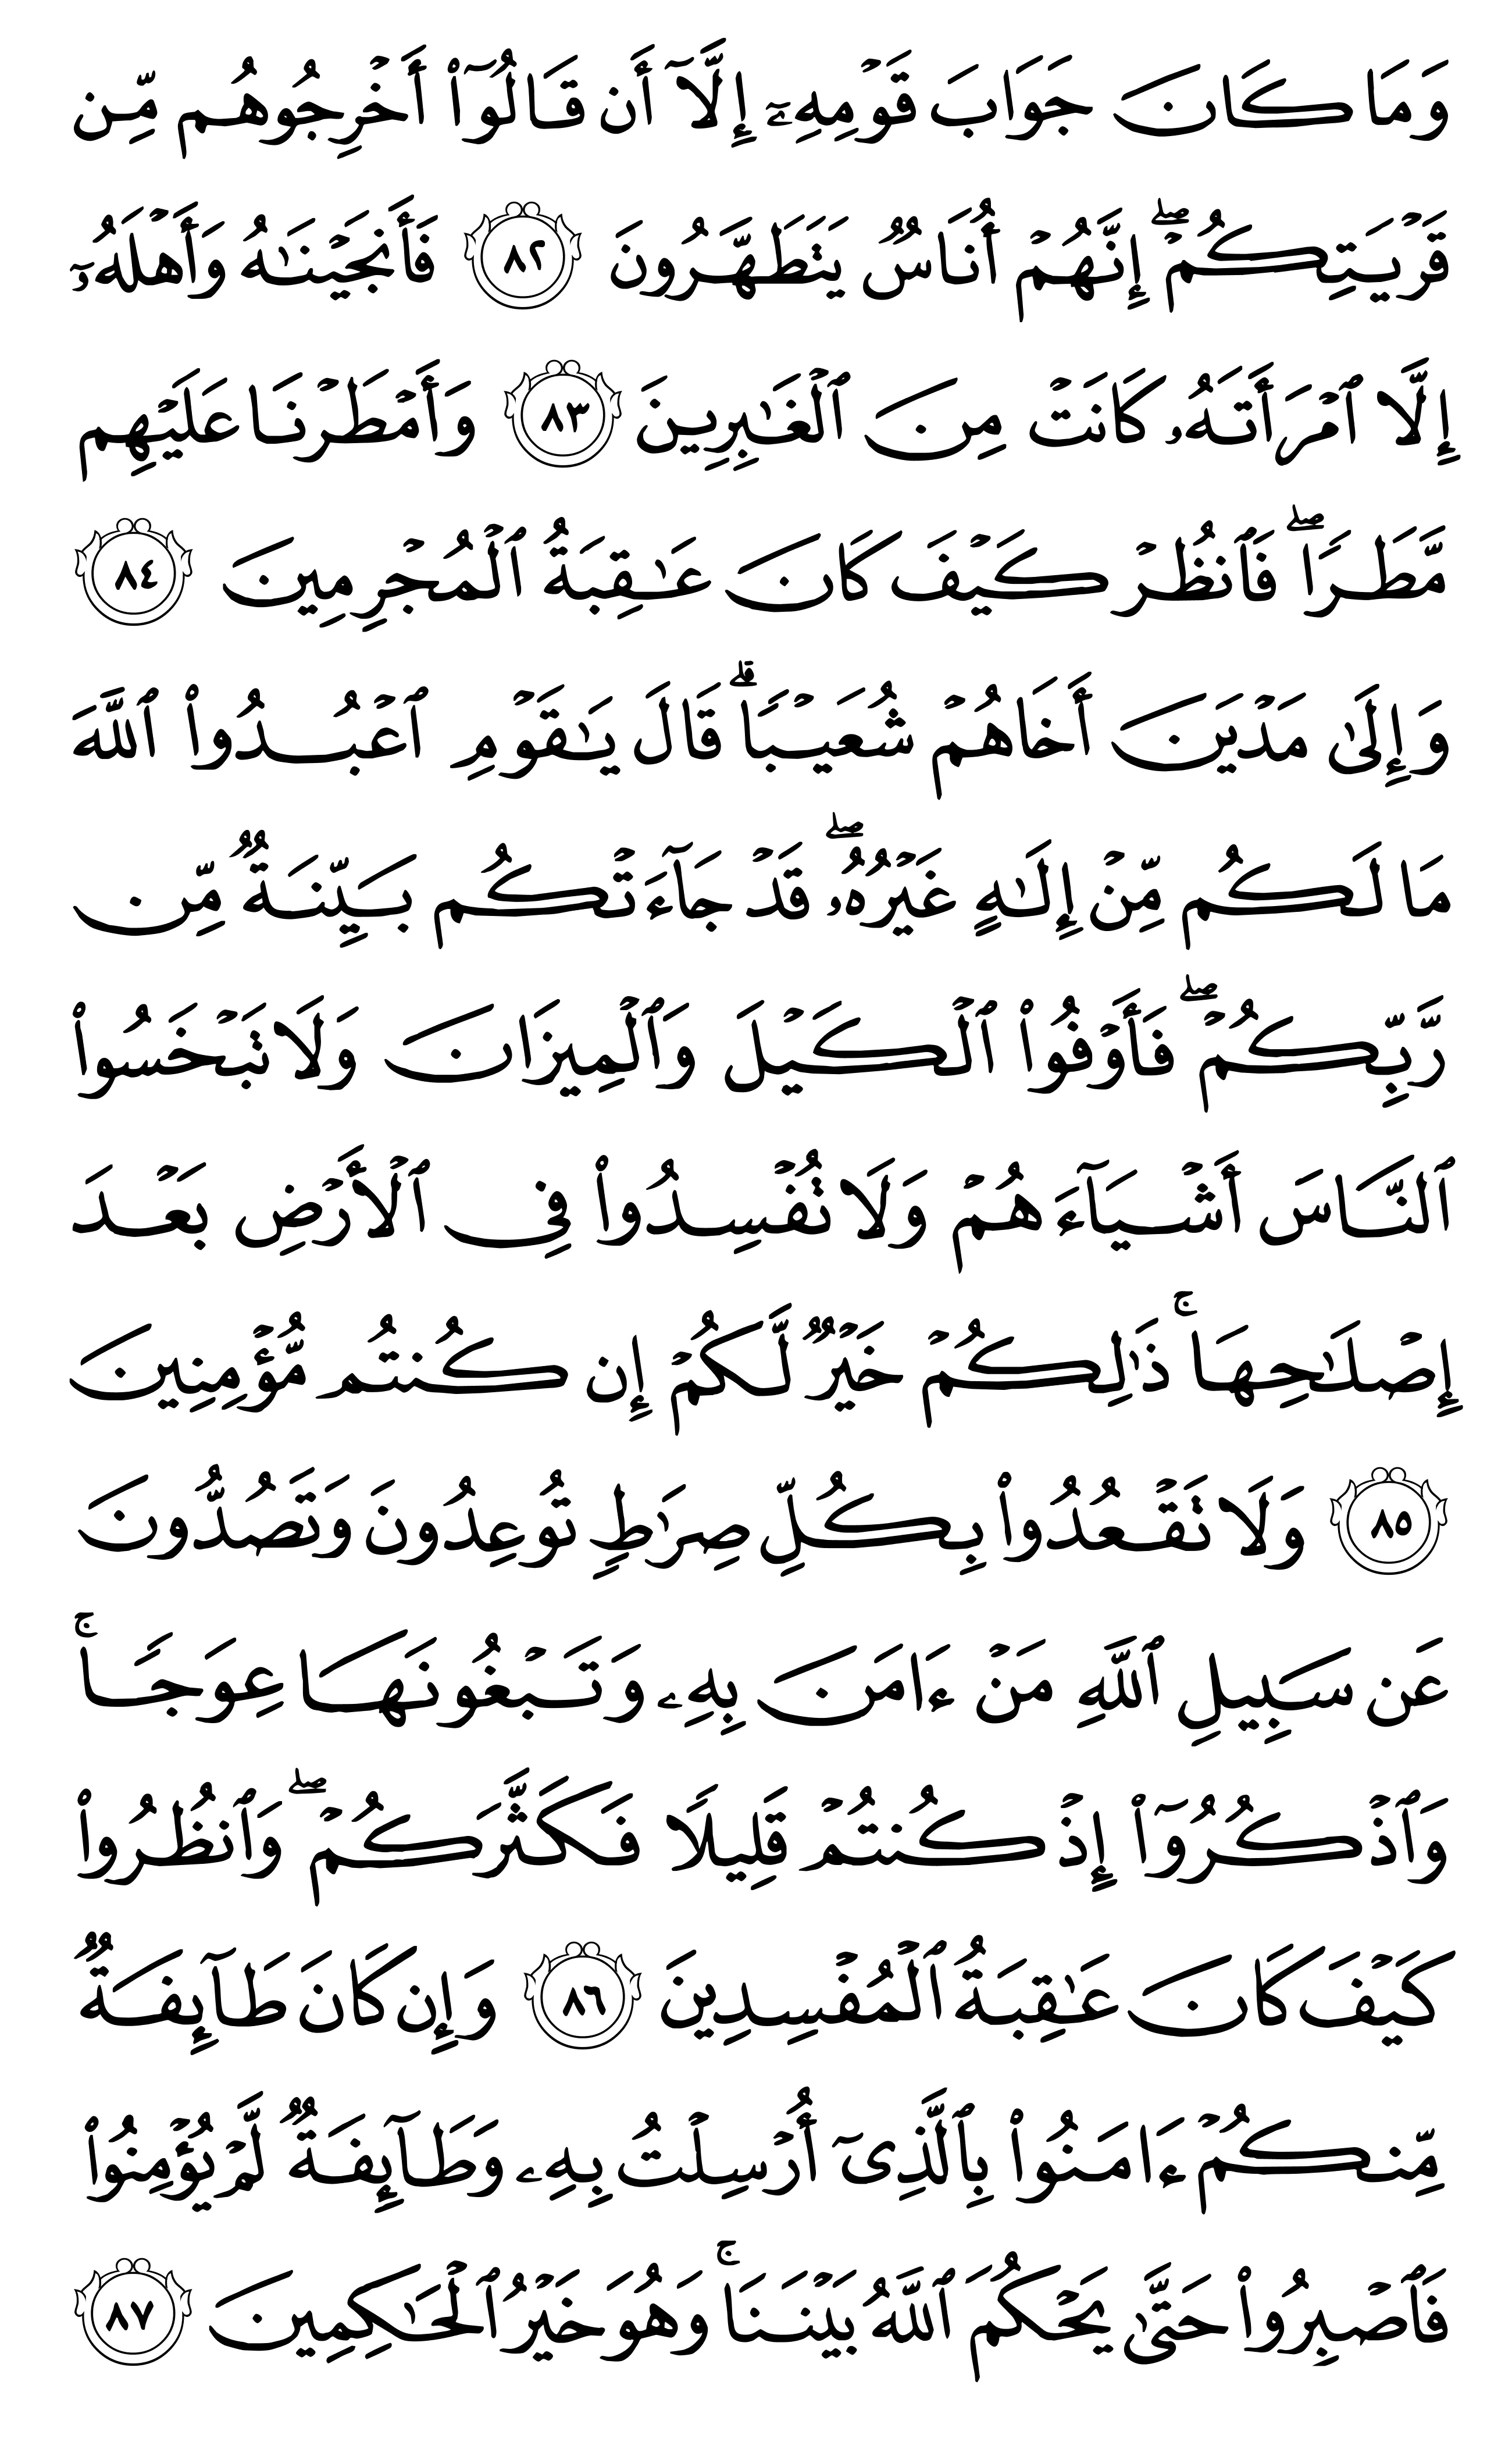 وَمَا كَانَ جَوَابَ قَوْمِهِۦٓ إِلَّآ أَن قَالُوٓا۟ أَخْرِجُوهُم مِّن
قَرْيَتِكُمْ ۖ إِنَّهُمْ أُنَاسٌ يَتَطَهَّرُونَ ٨٢ فَأَنجَيْنَـٰهُ وَأَهْلَهُۥٓ
إِلَّا ٱمْرَأَتَهُۥ كَانَتْ مِنَ ٱلْغَـٰبِرِينَ ٨٣ وَأَمْطَرْنَا عَلَيْهِم
مَّطَرًا ۖ فَٱنظُرْ كَيْفَ كَانَ عَـٰقِبَةُ ٱلْمُجْرِمِينَ ٨٤
وَإِلَىٰ مَدْيَنَ أَخَاهُمْ شُعَيْبًا ۗ قَالَ يَـٰقَوْمِ ٱعْبُدُوا۟ ٱللَّهَ
مَا لَكُم مِّنْ إِلَـٰهٍ غَيْرُهُۥ ۖ قَدْ جَآءَتْكُم بَيِّنَةٌ مِّن
رَّبِّكُمْ ۖ فَأَوْفُوا۟ ٱلْكَيْلَ وَٱلْمِيزَانَ وَلَا تَبْخَسُوا۟
ٱلنَّاسَ أَشْيَآءَهُمْ وَلَا تُفْسِدُوا۟ فِى ٱلْأَرْضِ بَعْدَ
إِصْلَـٰحِهَا ۚ ذَٰلِكُمْ خَيْرٌ لَّكُمْ إِن كُنتُم مُّؤْمِنِينَ
٨٥ وَلَا تَقْعُدُوا۟ بِكُلِّ صِرَٰطٍ تُوعِدُونَ وَتَصُدُّونَ
عَن سَبِيلِ ٱللَّهِ مَنْ ءَامَنَ بِهِۦ وَتَبْغُونَهَا عِوَجًا ۚ
وَٱذْكُرُوٓا۟ إِذْ كُنتُمْ قَلِيلًا فَكَثَّرَكُمْ ۖ وَٱنظُرُوا۟
كَيْفَ كَانَ عَـٰقِبَةُ ٱلْمُفْسِدِينَ ٨٦ وَإِن كَانَ طَآئِفَةٌ
مِّنكُمْ ءَامَنُوا۟ بِٱلَّذِىٓ أُرْسِلْتُ بِهِۦ وَطَآئِفَةٌ لَّمْ يُؤْمِنُوا۟
فَٱصْبِرُوا۟ حَتَّىٰ يَحْكُمَ ٱللَّهُ بَيْنَنَا ۚ وَهُوَ خَيْرُ ٱلْحَـٰكِمِينَ ٨٧